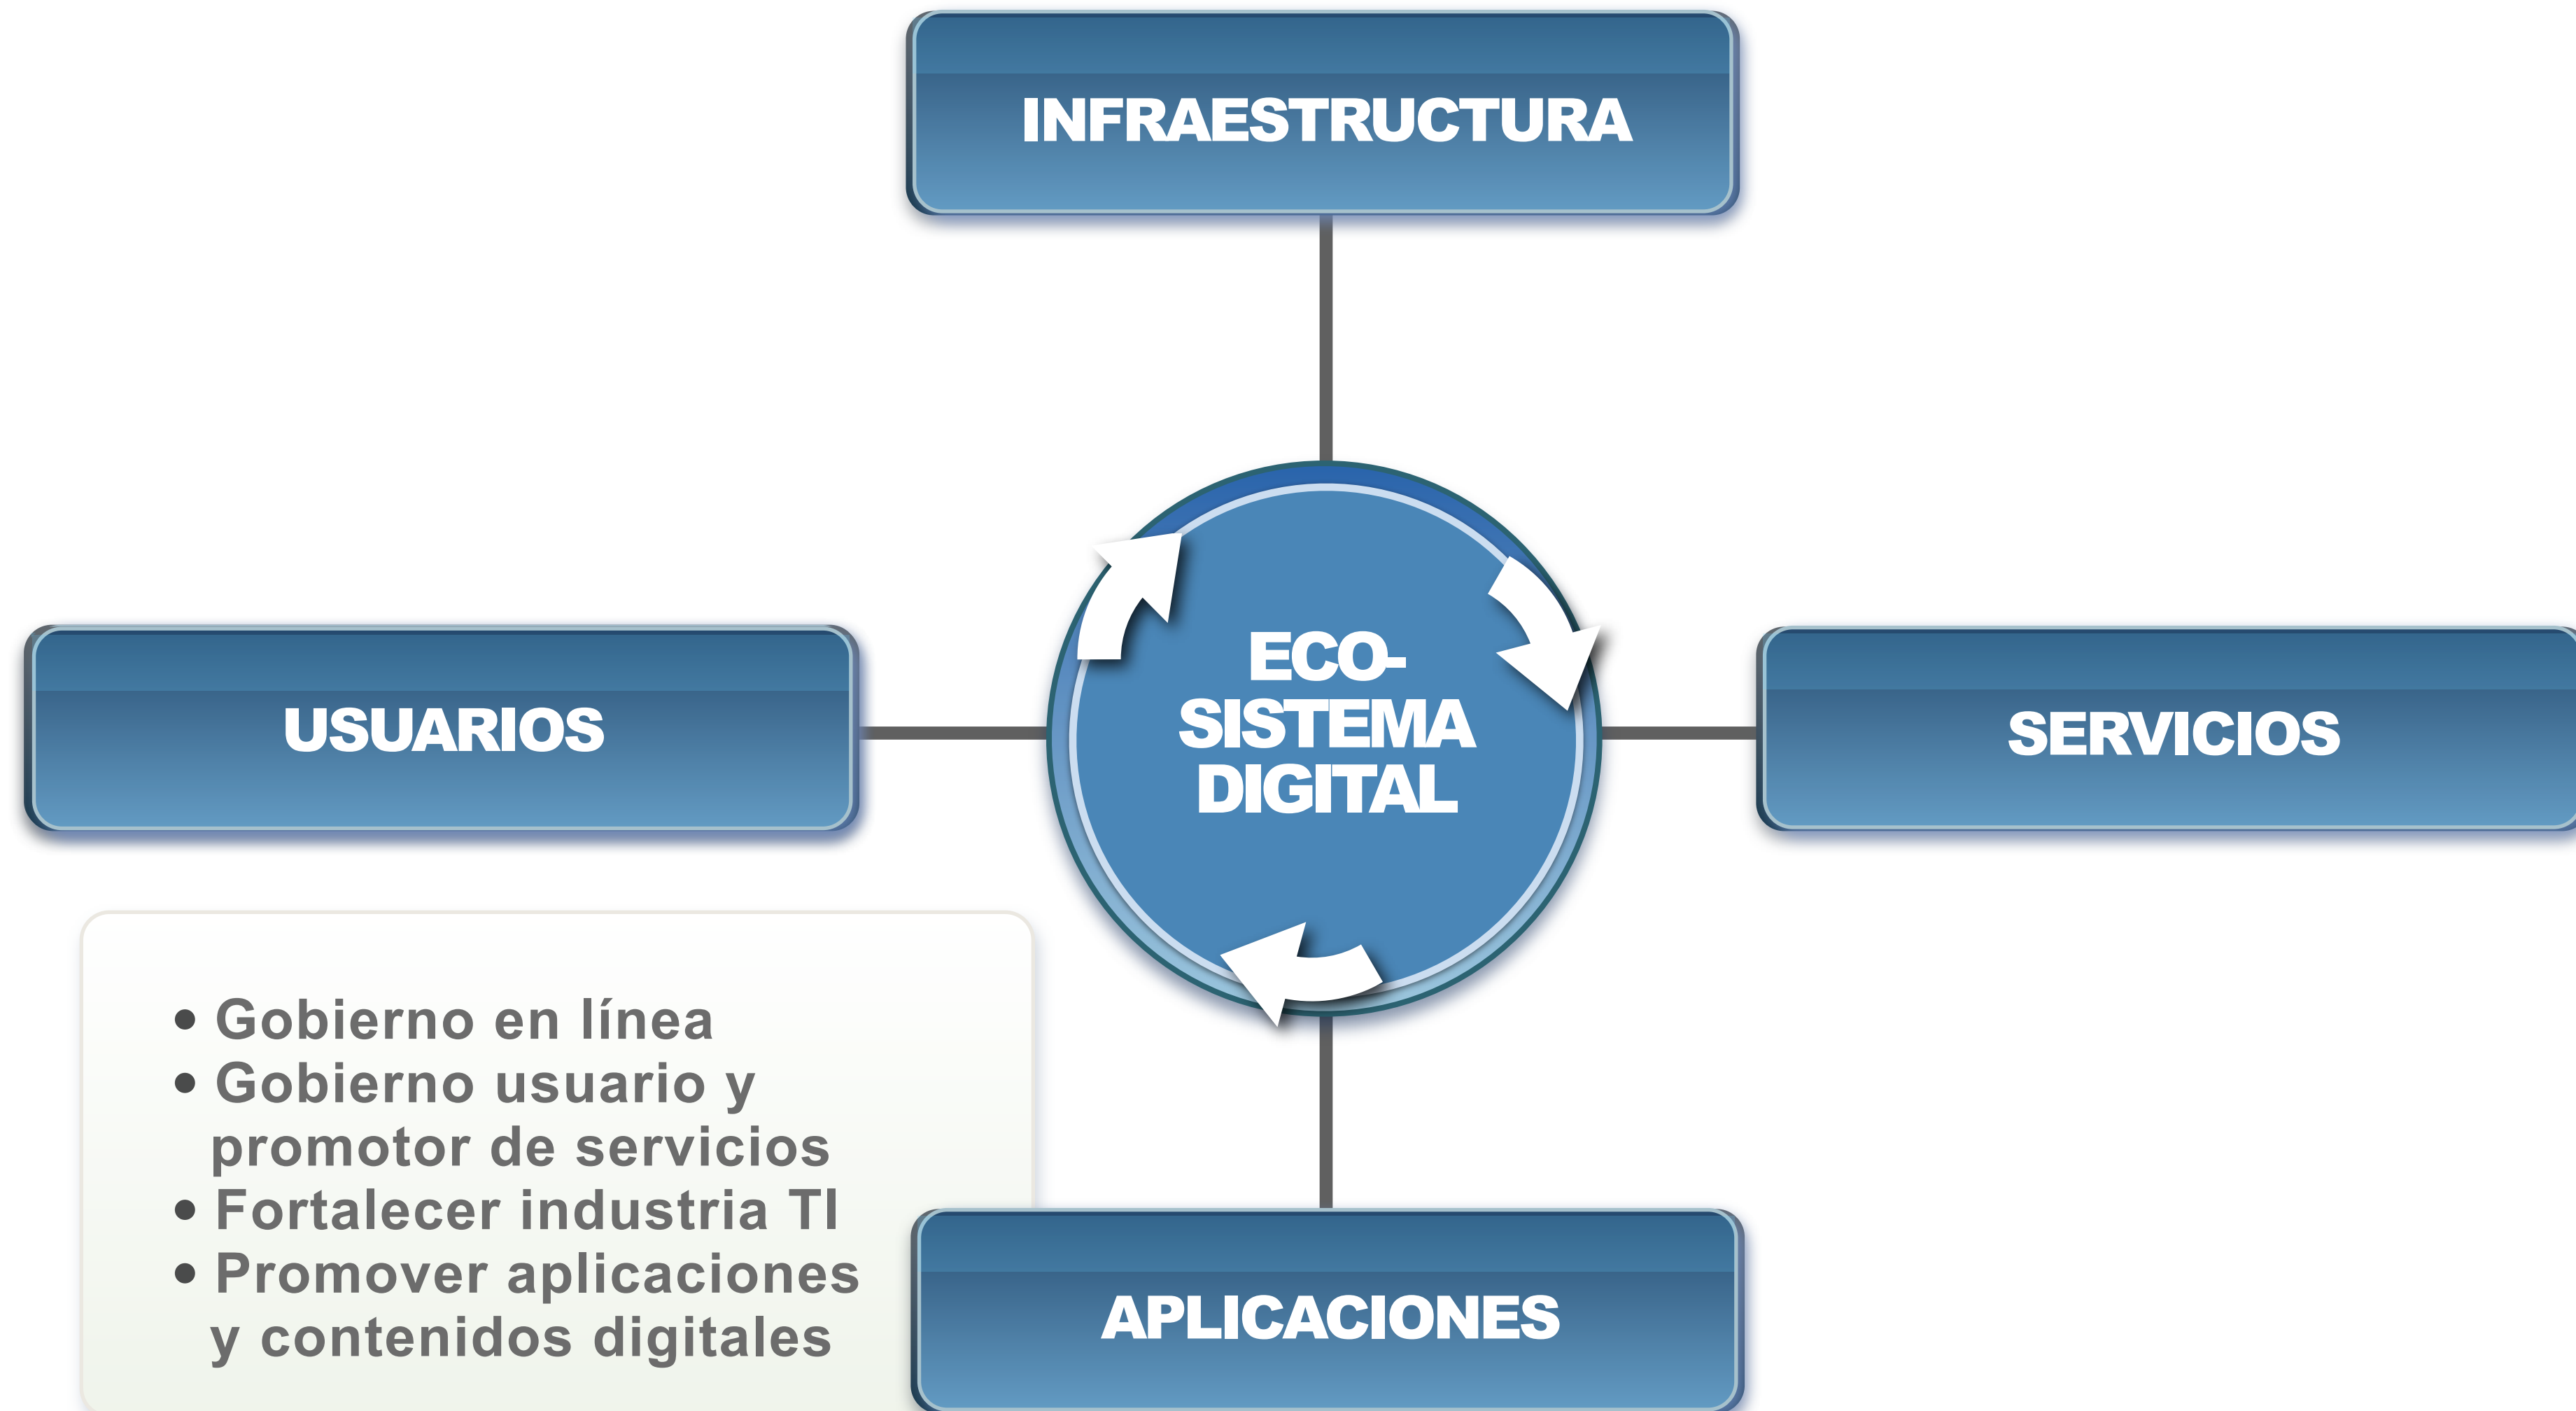 INFRAESTRUCTURA
USUARIOS
ECO-
SISTEMA
DIGITAL
SERVICIOS
• Gobierno en línea
• Gobierno usuario y
promotor de servicios
• Fortalecer industria TI
• Promover aplicaciones
y contenidos digitales
APLICACIONES